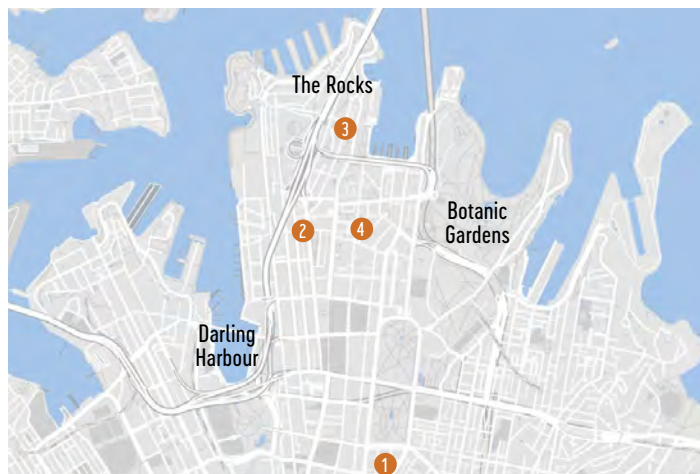 The Rocks
3
Botanic
Gardens
2
4
Darling
Harbour
1